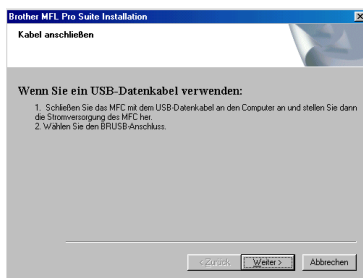 Brother MFL Pro Suite Installation
Kabel anschließen
Wenn Sie ein USB-Datenkabel verwenden:
1. Schließen Sie das MFC mit dem USB-Datenkabel an den Computer an und stellen Sie dann
die Stromversorgung des MFC her.
2. Wählen Sie den BRUSB-Anschluss.
< Zurück
Weiter >
Abbrechen